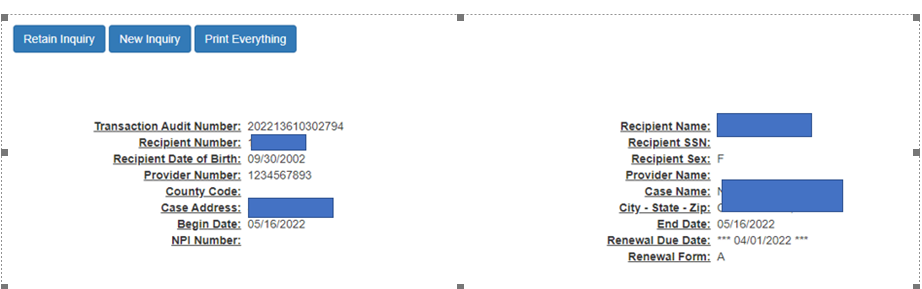 Retain Inquiry New Inquiry Print Everything
Transaction Audit Number: 202213610302794
Recipient Number:
Recipient Date of Birth: 09/30/2002
Provider Number: 1234567893
County Code:
Case Address:
Begin Date: 05/16/2022
NPI Number:
Recipient Name:
Recipient SSN:
Recipient Sex: F
Provider Name:
Case Name:
City - State - Zip:
End Date: 05/16/2022
Renewal Due Date: *** 04/01/2022 ***
Renewal Form: A